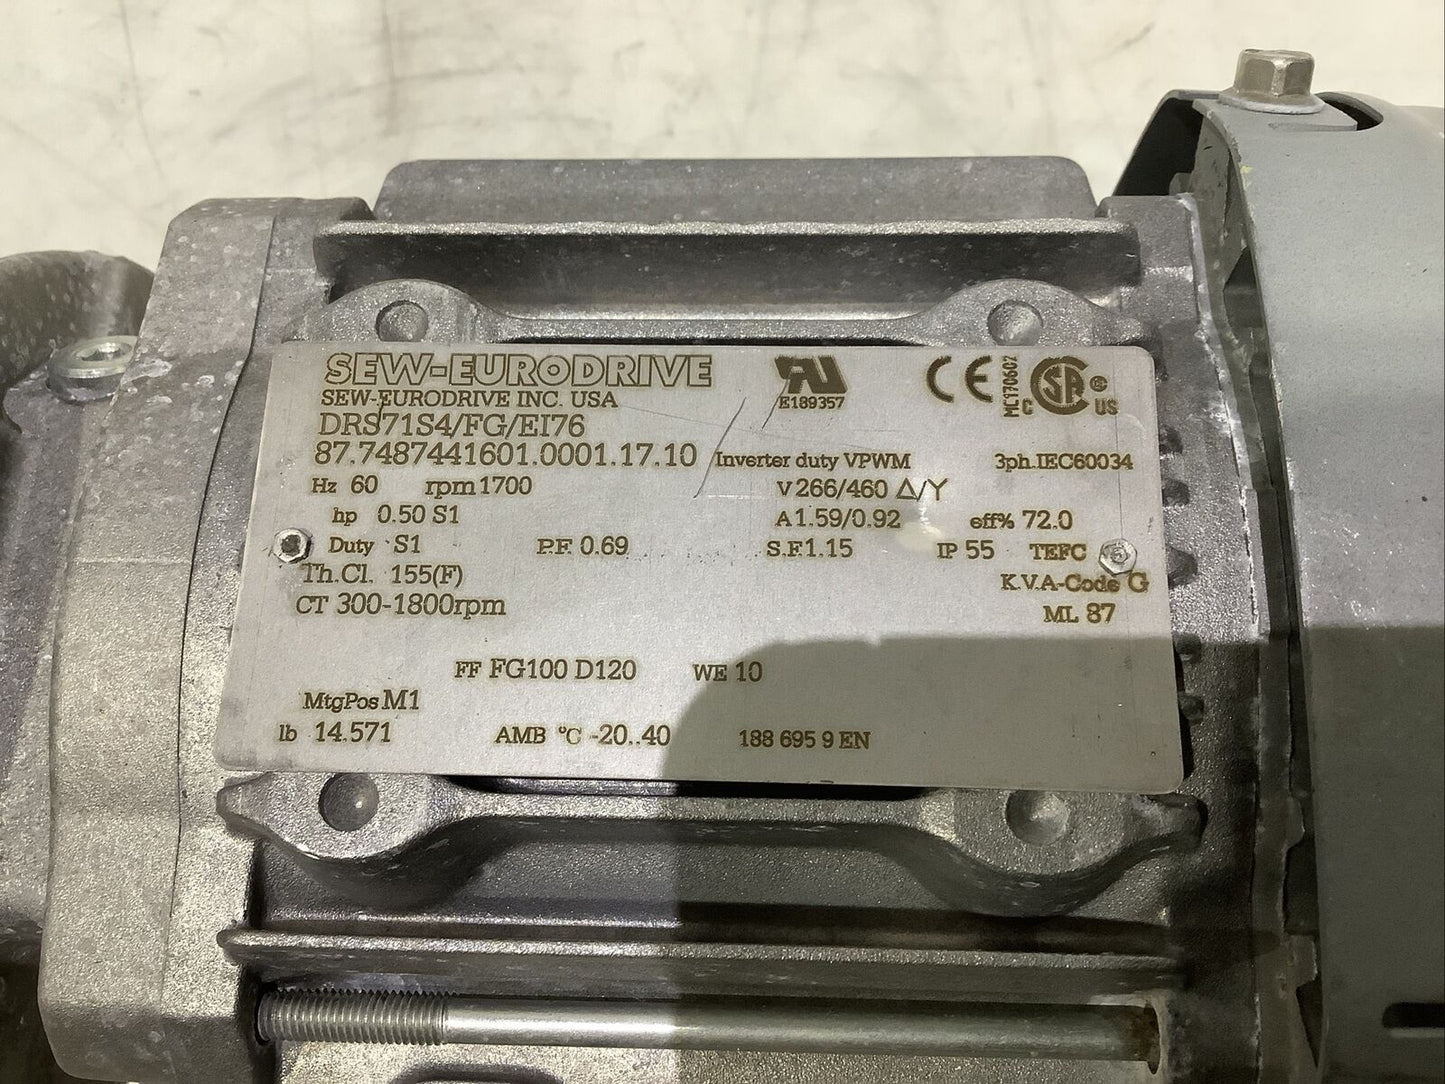 SEW-EURODRIVE
SEW-EURODRIVE INC. USA
E189357
CE
MC170602
CSA
C US
DRS71S4/FG/EI76
87.7487441601.0001.17.10 Inverter duty VPWM 3ph.IEC60034
Hz 60 rpm 1700 V 266/460 Δ/Y
hp 0.50 S1 A 1.59/0.92 eff% 72.0
Duty S1 P.F. 0.69 S.F. 1.15 IP 55 TEFC
Th.Cl. 155(F) K.V.A-Code G
CT 300-1800rpm ML 87
FF FG100 D120 WE 10
MtgPos M1
lb 14.571 AMB °C -20..40 188 695 9 EN